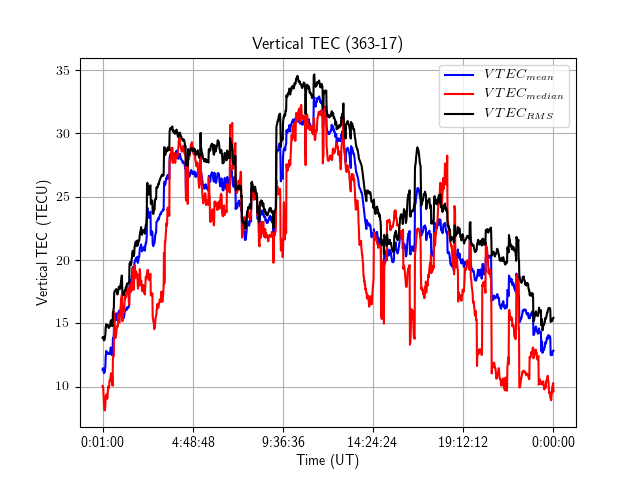 Vertical TEC (363-17)
VTEC_mean
VTEC_median
VTEC_RMS
35
30
25
20
15
10
Vertical TEC (TECU)
0:01:00 4:48:48 9:36:36 14:24:24 19:12:12 0:00:00
Time (UT)